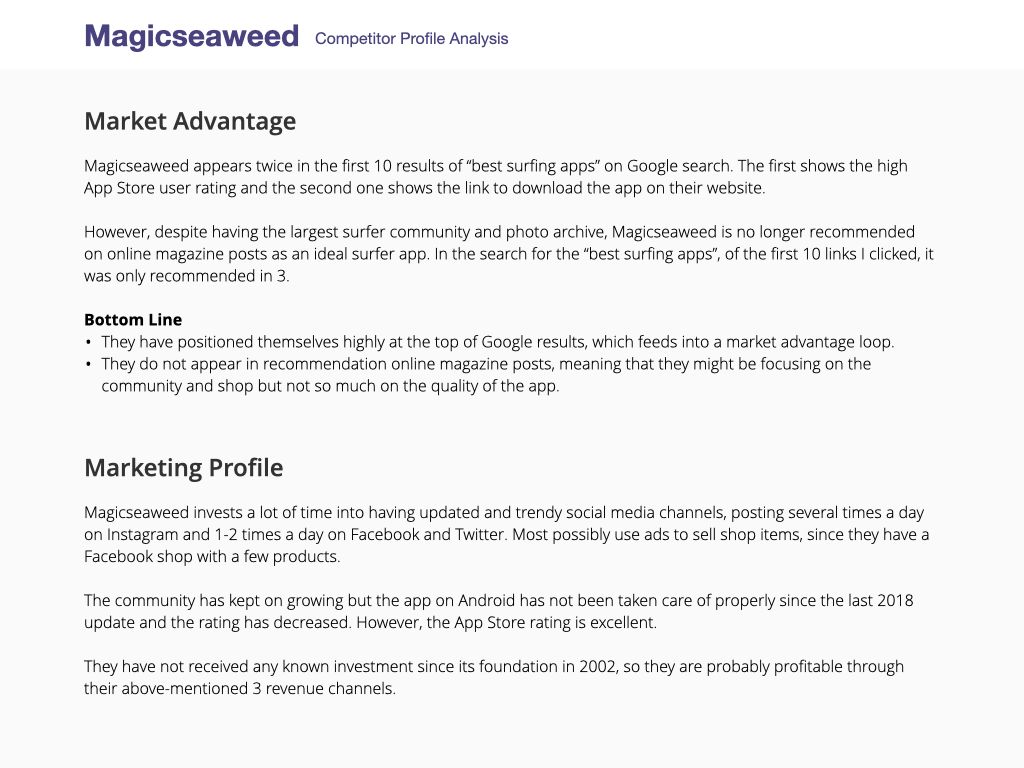 Magicseaweed Competitor Profile Analysis
Market Advantage
Magicseaweed appears twice in the first 10 results of “best surfing apps” on Google search. The first shows the high
App Store user rating and the second one shows the link to download the app on their website.
However, despite having the largest surfer community and photo archive, Magicseaweed is no longer recommended
on online magazine posts as an ideal surfer app. In the search for the “best surfing apps”, of the first 10 links I clicked, it
was only recommended in 3.
Bottom Line
• They have positioned themselves highly at the top of Google results, which feeds into a market advantage loop.
• They do not appear in recommendation online magazine posts, meaning that they might be focusing on the
community and shop but not so much on the quality of the app.
Marketing Profile
Magicseaweed invests a lot of time into having updated and trendy social media channels, posting several times a day
on Instagram and 1-2 times a day on Facebook and Twitter. Most possibly use ads to sell shop items, since they have a
Facebook shop with a few products.
The community has kept on growing but the app on Android has not been taken care of properly since the last 2018
update and the rating has decreased. However, the App Store rating is excellent.
They have not received any known investment since its foundation in 2002, so they are probably profitable through
their above-mentioned 3 revenue channels.